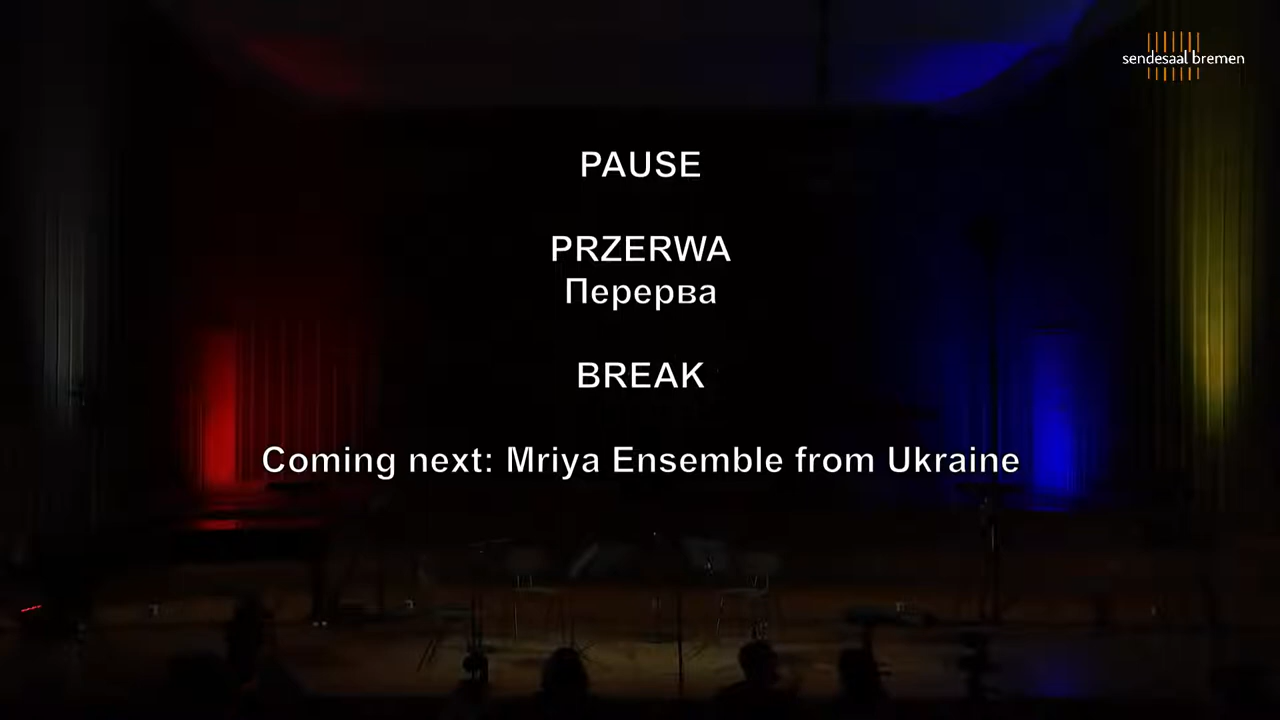 sendesaal bremen
PAUSE
PRZERWA
Перерва
BREAK
Coming next: Mriya Ensemble from Ukraine